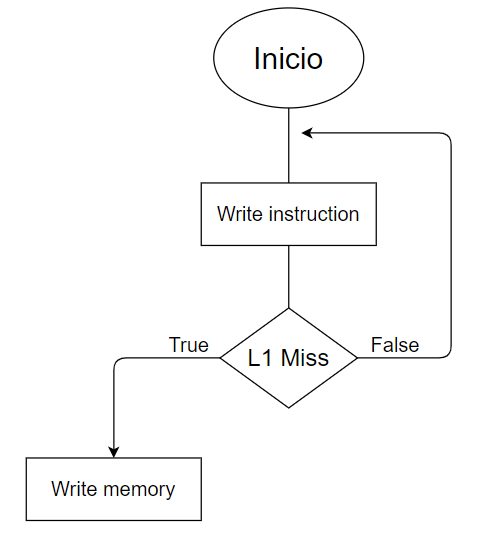 Inicio
Write instruction
L1 Miss
True
False
Write memory